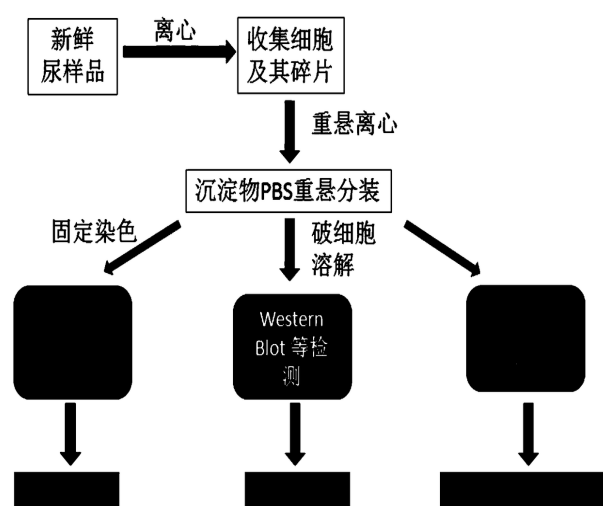 新鲜
尿样品
离心
收集细胞
及其碎片
重悬离心
沉淀物PBS重悬分装
固定染色
破细胞
溶解
Western
Blot 等检
测